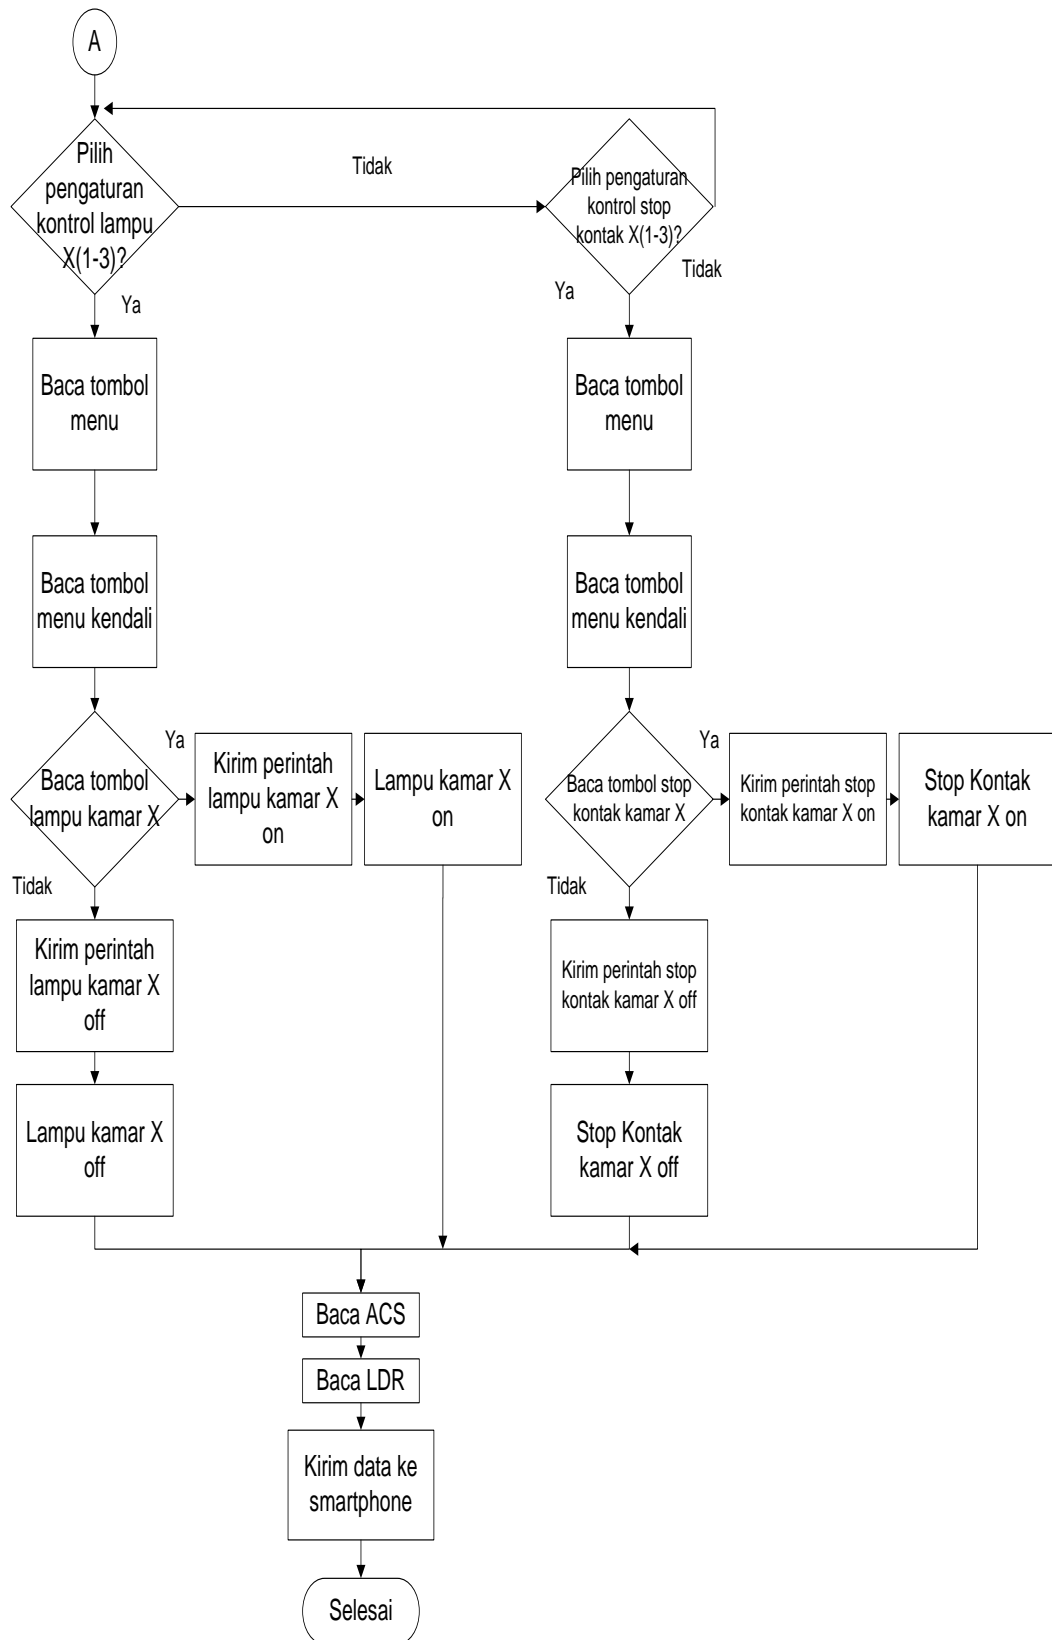 A
Pilih
pengaturan
kontrol lampu
X(1-3)?
Tidak
Pilih pengaturan
kontrol stop
kontak X(1-3)?
Tidak
Ya
Ya
Baca tombol
menu
Baca tombol
menu
Baca tombol
menu kendali
Baca tombol
menu kendali
Baca tombol
lampu kamar X
Ya
Kirim perintah
lampu kamar X
on
Lampu kamar X
on
Baca tombol stop
kontak kamar X
Ya
Kirim perintah stop
kontak kamar X on
Stop Kontak
kamar X on
Tidak
Tidak
Kirim perintah
lampu kamar X
off
Kirim perintah stop
kontak kamar X off
Lampu kamar X
off
Stop Kontak
kamar X off
Baca ACS
Baca LDR
Kirim data ke
smartphone
Selesai